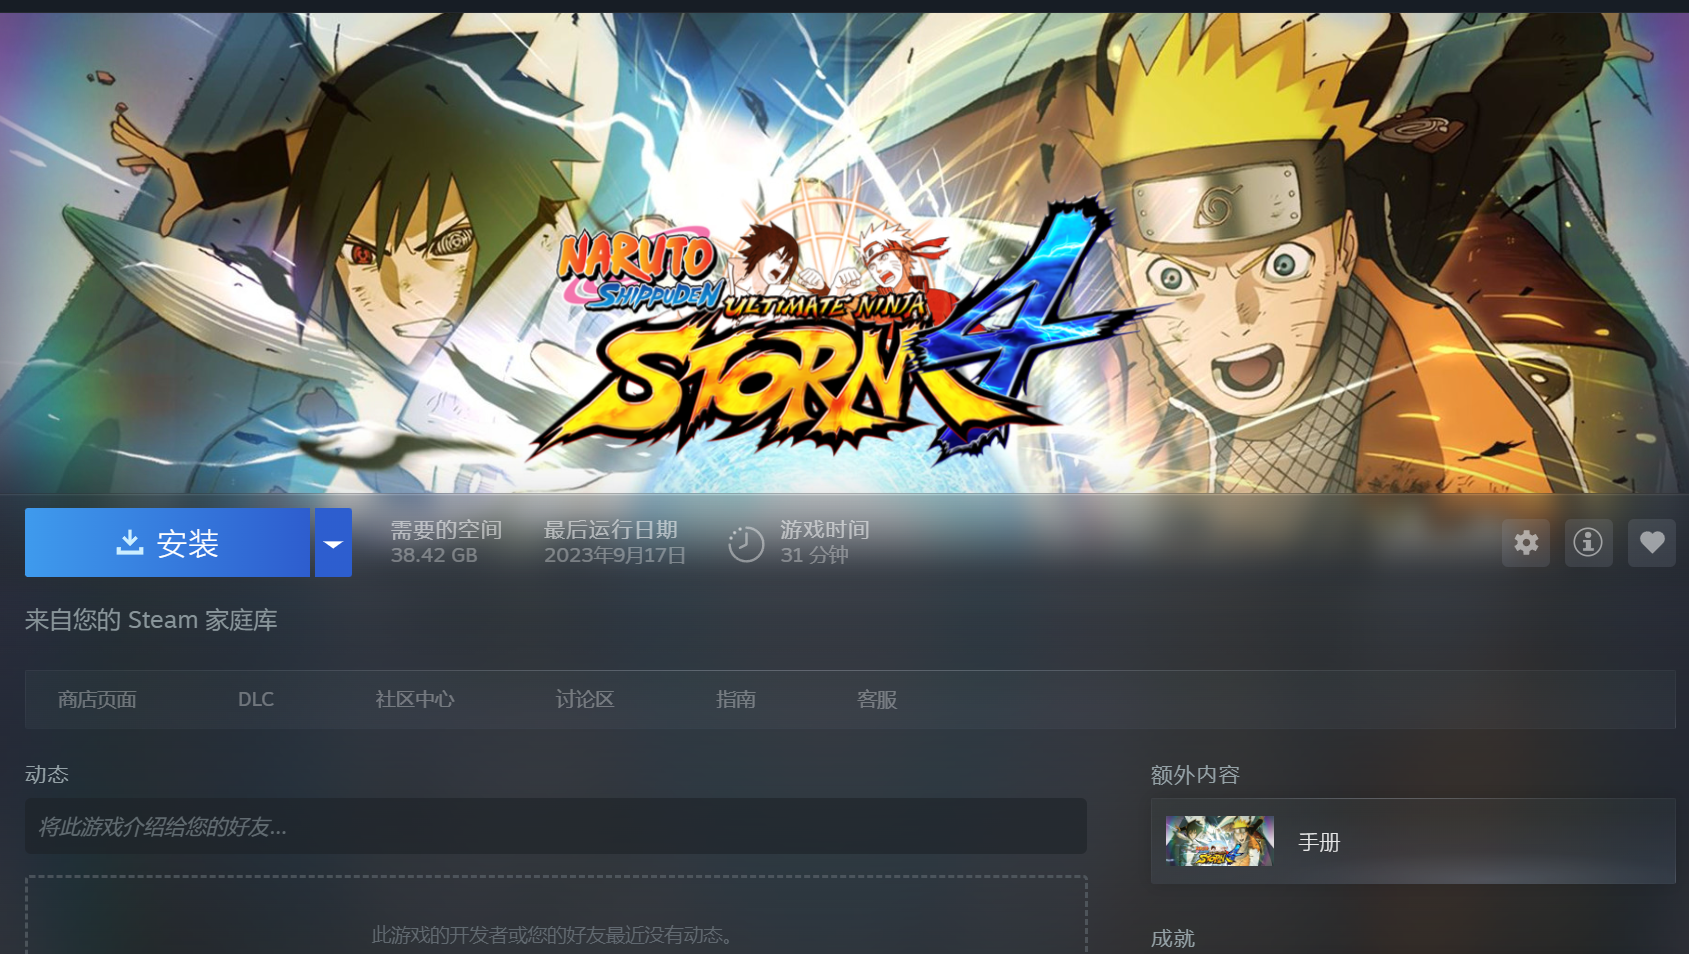 NARUTO
SHIPPUDEN
ULTIMATE NINJA
STORM 4
安装
需要的空间
38.42 GB
最后运行日期
2023年9月17日
游戏时间
31 分钟
来自您的 Steam 家庭库
商店页面
DLC
社区中心
讨论区
指南
客服
动态
将此游戏介绍给您的好友...
此游戏的开发者或您的好友最近没有动态。
额外内容
手册
成就